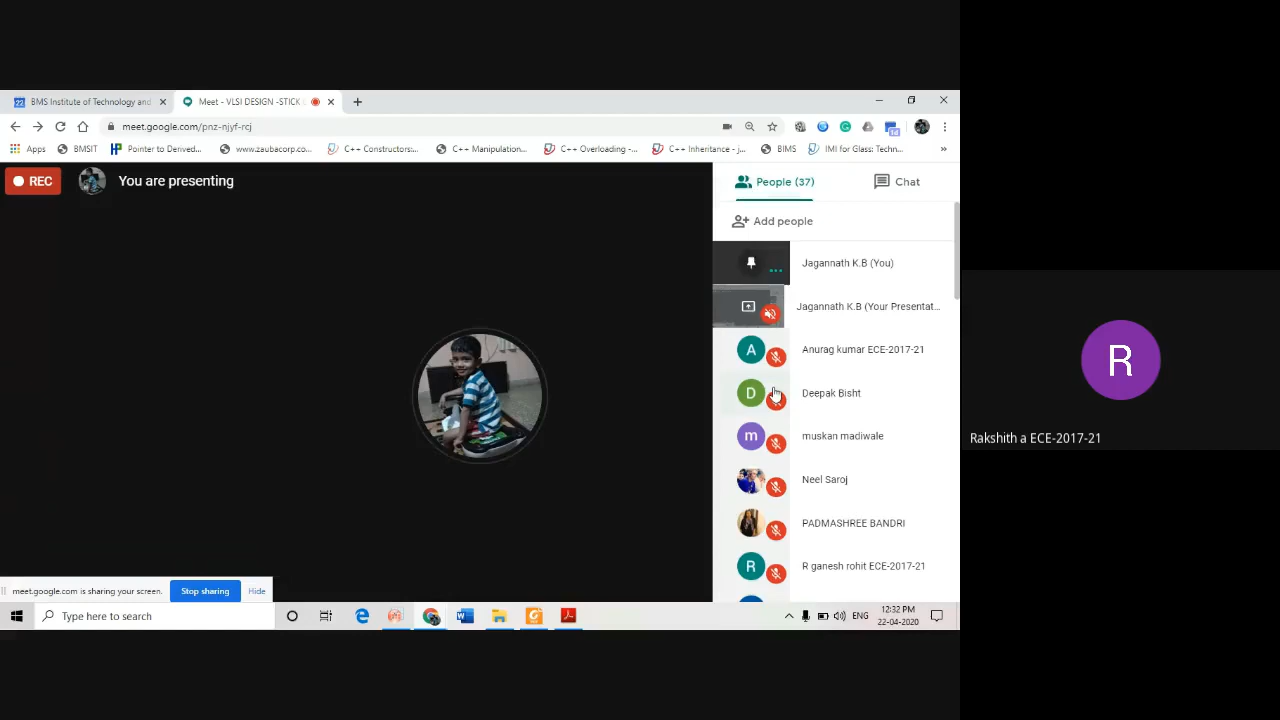 BMS Institute of Technology and
Meet - VLSI DESIGN -STICK
meet.google.com/pnz-njyf-rcj
Apps
BMSIT
Pointer to Derived...
www.zaubacorp.co...
C++ Constructors:...
C++ Manipulation...
C++ Overloading -...
C++ Inheritance - j...
BIMS
IMI for Glass: Techn...
REC
You are presenting
People (37)
Chat
Add people
Jagannath K.B (You)
Jagannath K.B (Your Presentat...
A
Anurag kumar ECE-2017-21
D
Deepak Bisht
m
muskan madiwale
Neel Saroj
PADMASHREE BANDRI
R
R ganesh rohit ECE-2017-21
R
Rakshith a ECE-2017-21
meet.google.com is sharing your screen.
Stop sharing
Hide
Type here to search
ENG
12:32 PM
22-04-2020